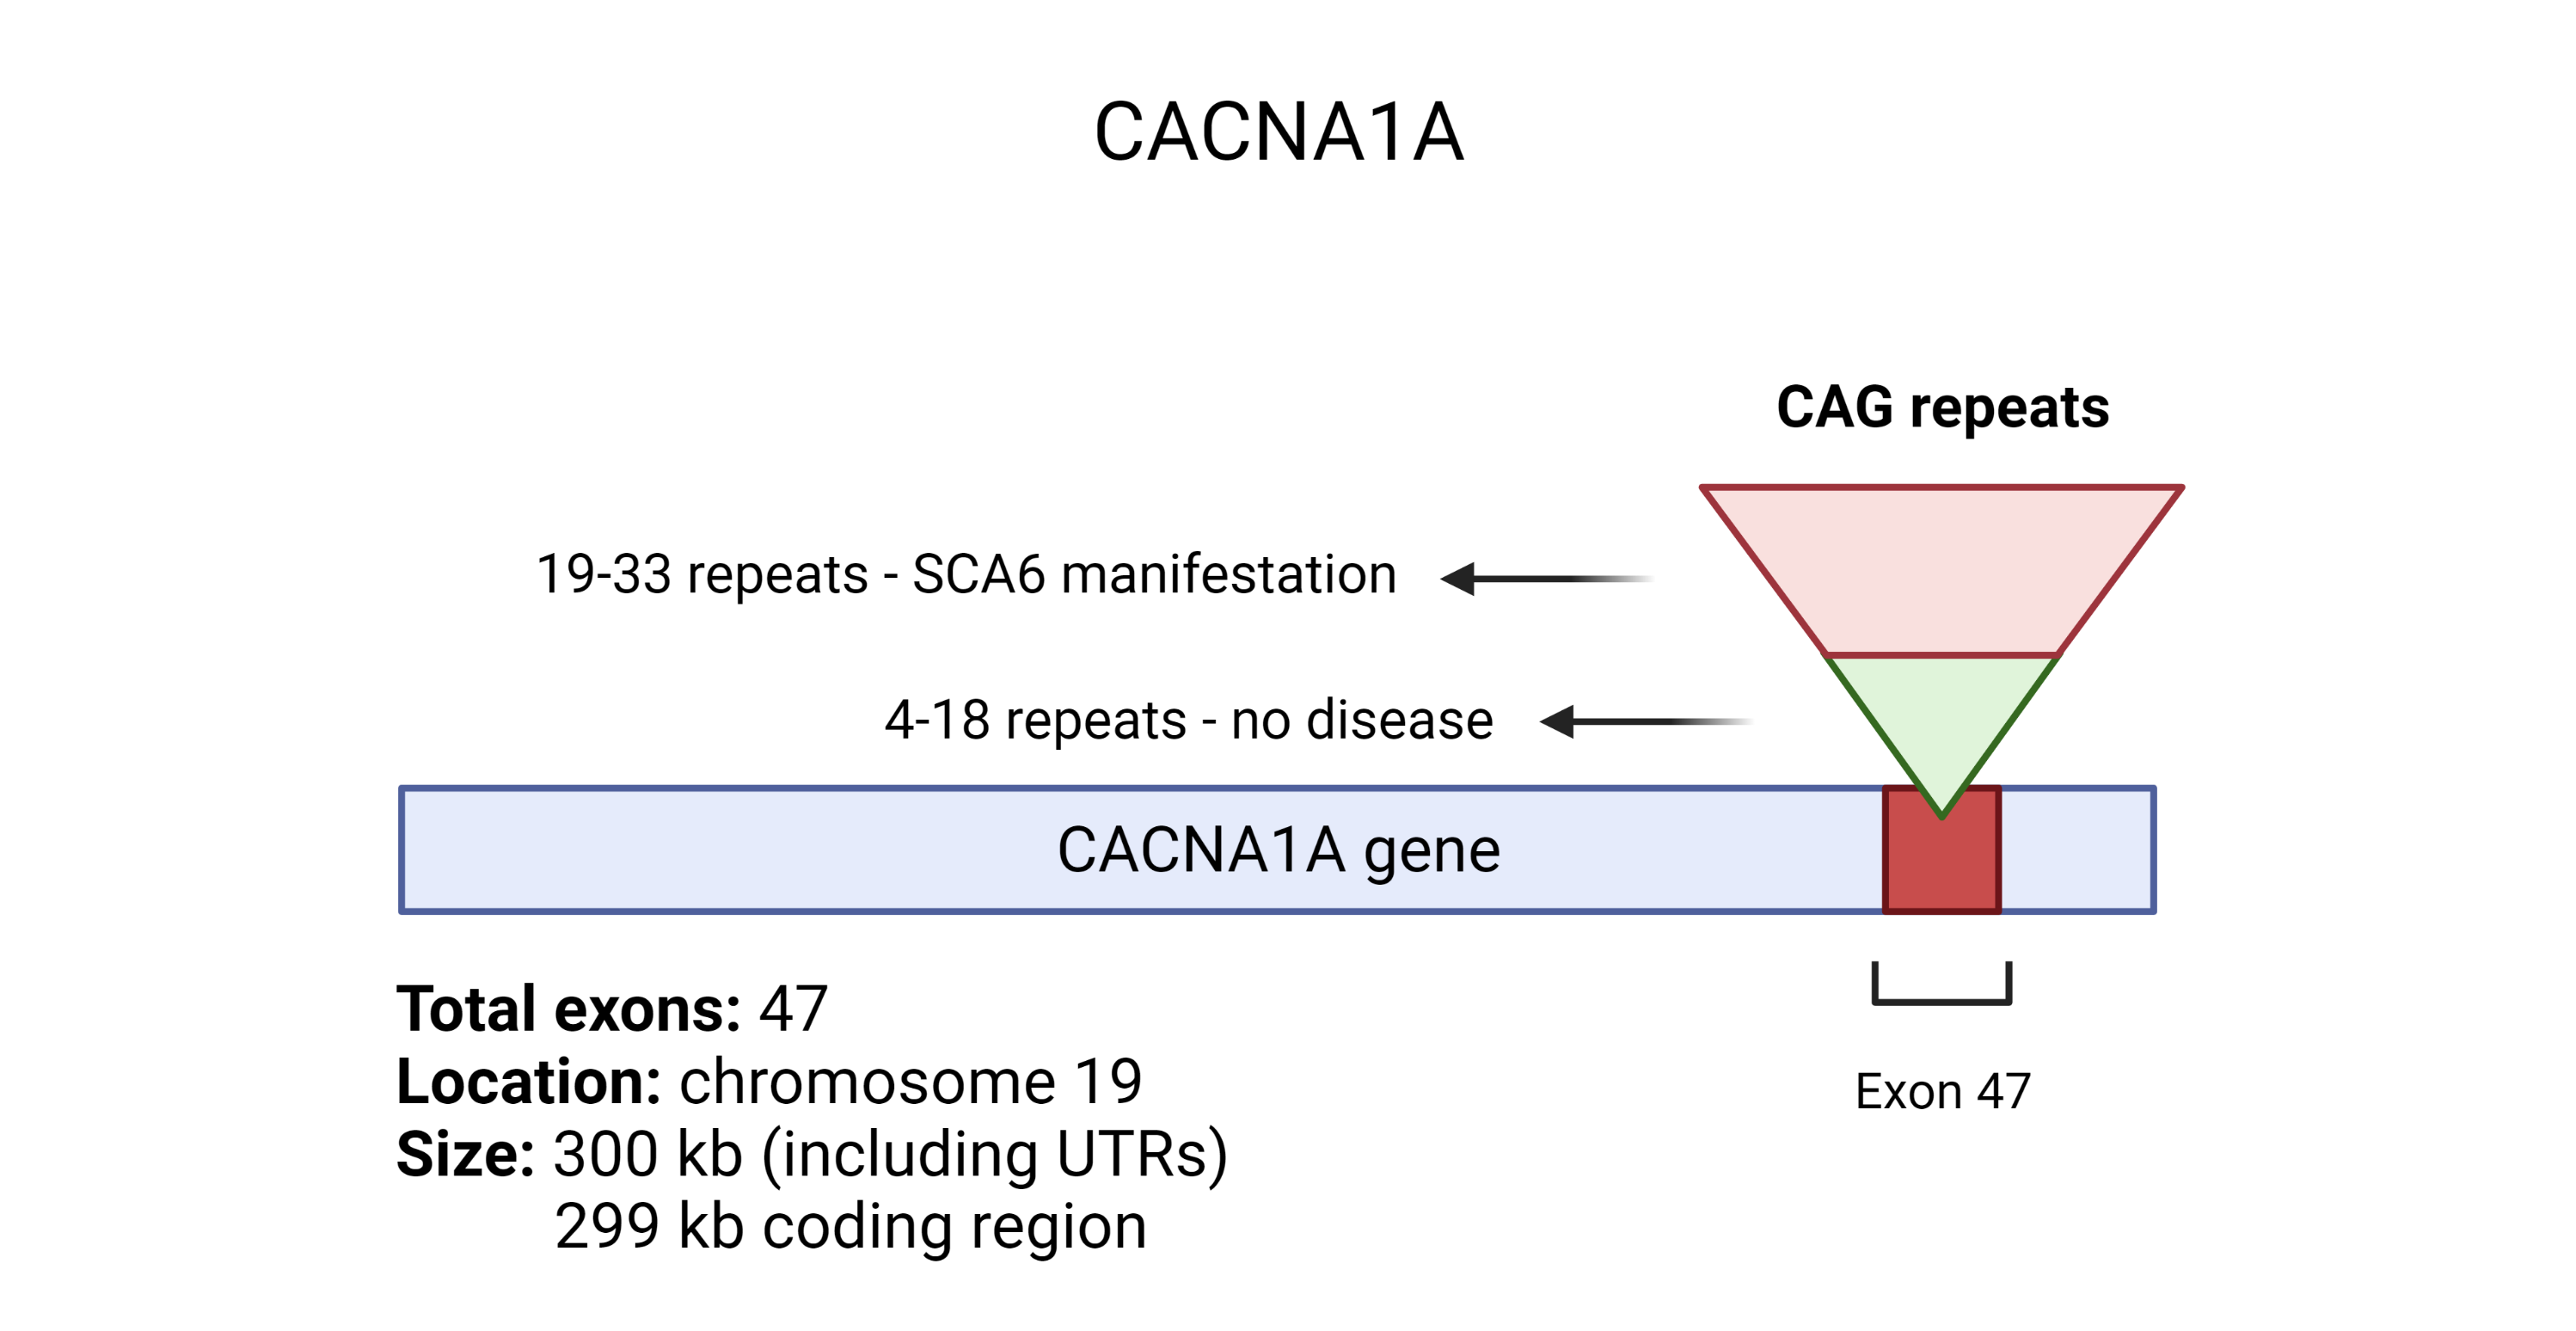 CACNA1A
CAG repeats
19-33 repeats - SCA6 manifestation
4-18 repeats - no disease
CACNA1A gene
Total exons: 47
Location: chromosome 19
Size: 300 kb (including UTRs)
299 kb coding region
Exon 47